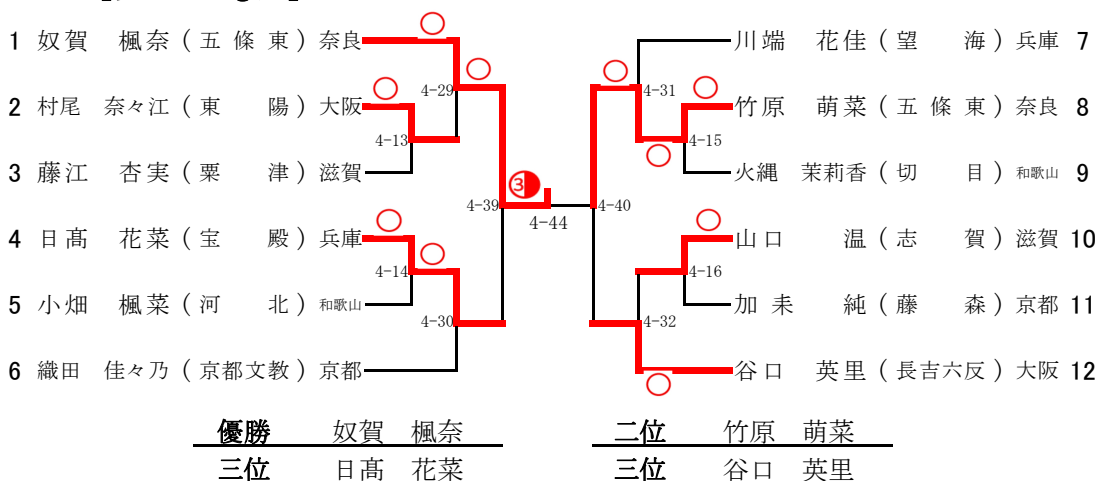 1 奴賀 楓奈(五條東)奈良
2 村尾 奈々江(東 陽)大阪
3 藤江 杏実(粟 津)滋賀
4 日髙 花菜(宝 殿)兵庫
5 小畑 楓菜(河 北)和歌山
6 織田 佳々乃(京都文教)京都
4-13
4-14
4-29
4-30
4-39
③
4-44
4-40
4-31
4-32
4-15
4-16
川端 花佳(望 海)兵庫 7
竹原 萌菜(五條東)奈良 8
火縄 茉莉香(切 目)和歌山 9
山口 温(志 賀)滋賀 10
加耒 純(藤 森)京都 11
谷口 英里(長吉六反)大阪 12
優勝 奴賀 楓奈
三位 日髙 花菜
二位 竹原 萌菜
三位 谷口 英里